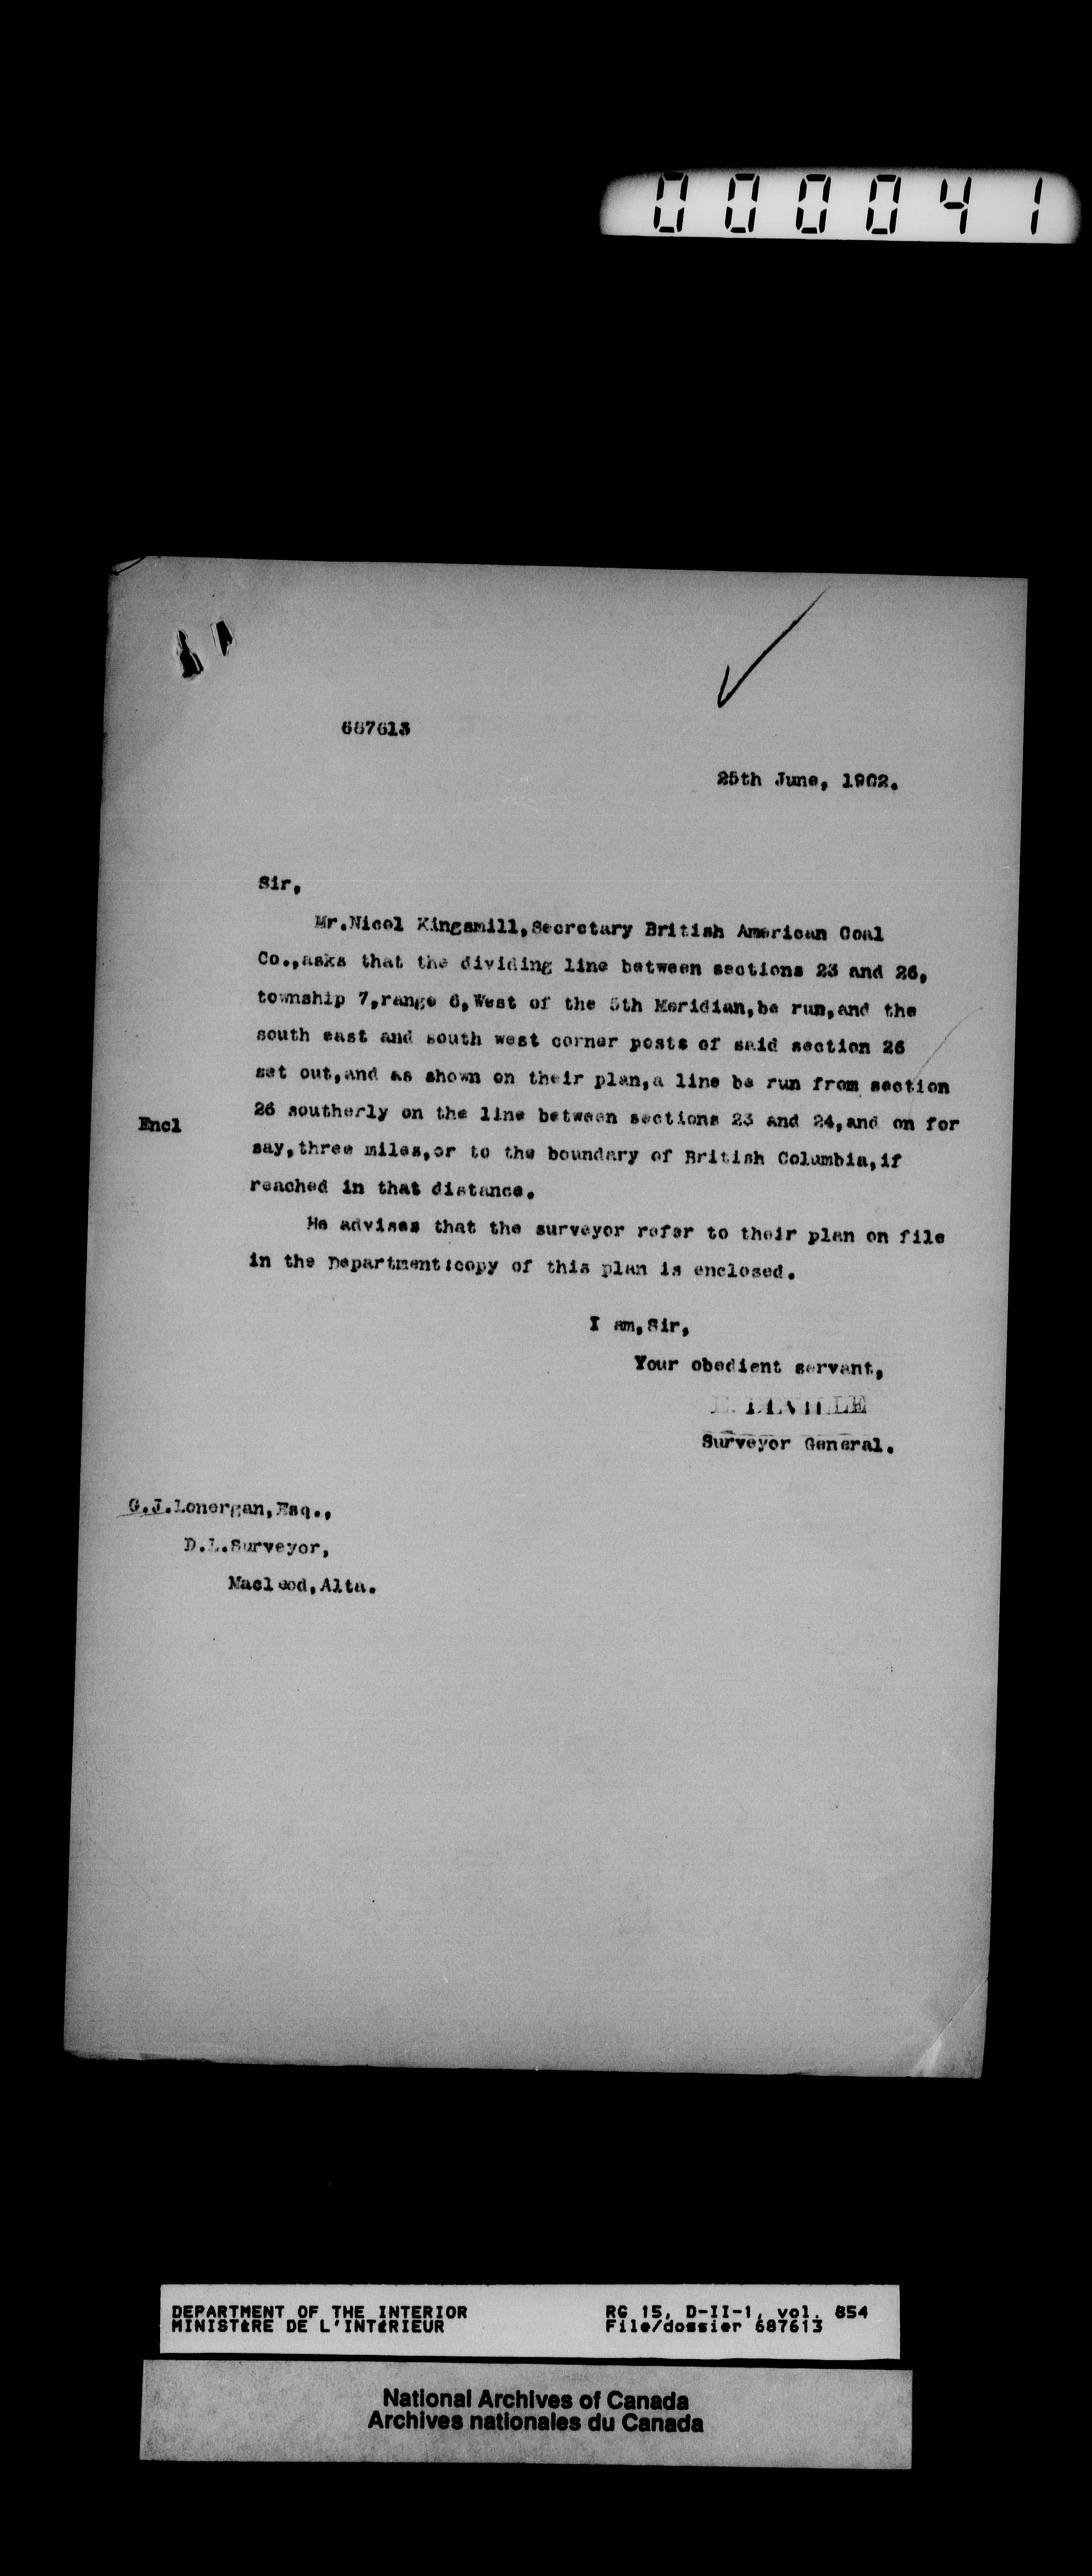 000041
687613
25th June, 1902.
Sir,
Mr.Nicol Kingsmill,Secretary British American Coal
Co.,asks that the dividing line between sections 23 and 26,
township 7,range 6,West of the 5th Meridian,be run,and the
south east and south west corner posts of said section 26
set out,and as shown on their plan,a line be run from section
26 southerly on the line between sections 23 and 24,and on for
Encl
say,three miles,or to the boundary of British Columbia,if
reached in that distance.
He advises that the surveyor refer to their plan on file
in the Department:copy of this plan is enclosed.
I am,Sir,
Your obedient servant,
E. DEVILLE
Surveyor General.
G.J.Lonergan,Esq.,
D.L.Surveyor,
Macleod,Alta.
DEPARTMENT OF THE INTERIOR
MINISTÈRE DE L'INTÉRIEUR
RG 15, D-II-1, vol. 854
File/dossier 687613
National Archives of Canada
Archives nationales du Canada